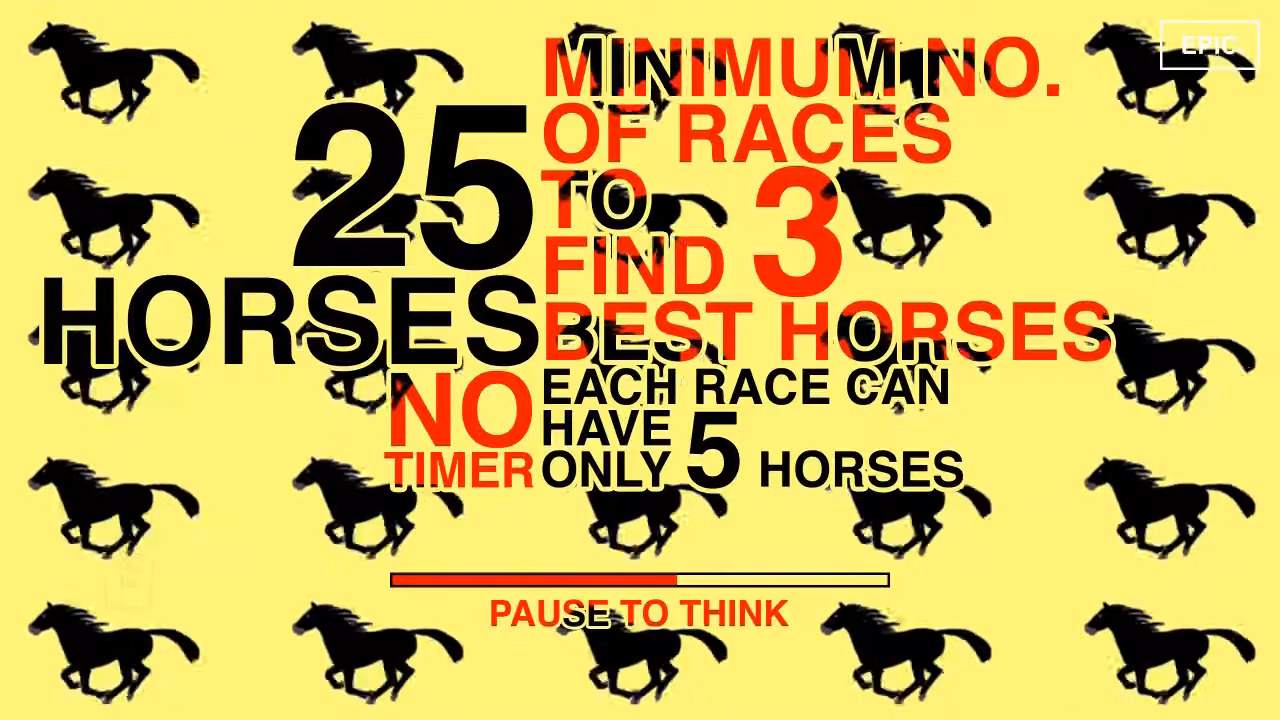 EPIC
25
HORSES
NO
TIMER
MINIMUM NO.
OF RACES
TO
FIND 3
BEST HORSES
EACH RACE CAN
HAVE
ONLY 5 HORSES
PAUSE TO THINK